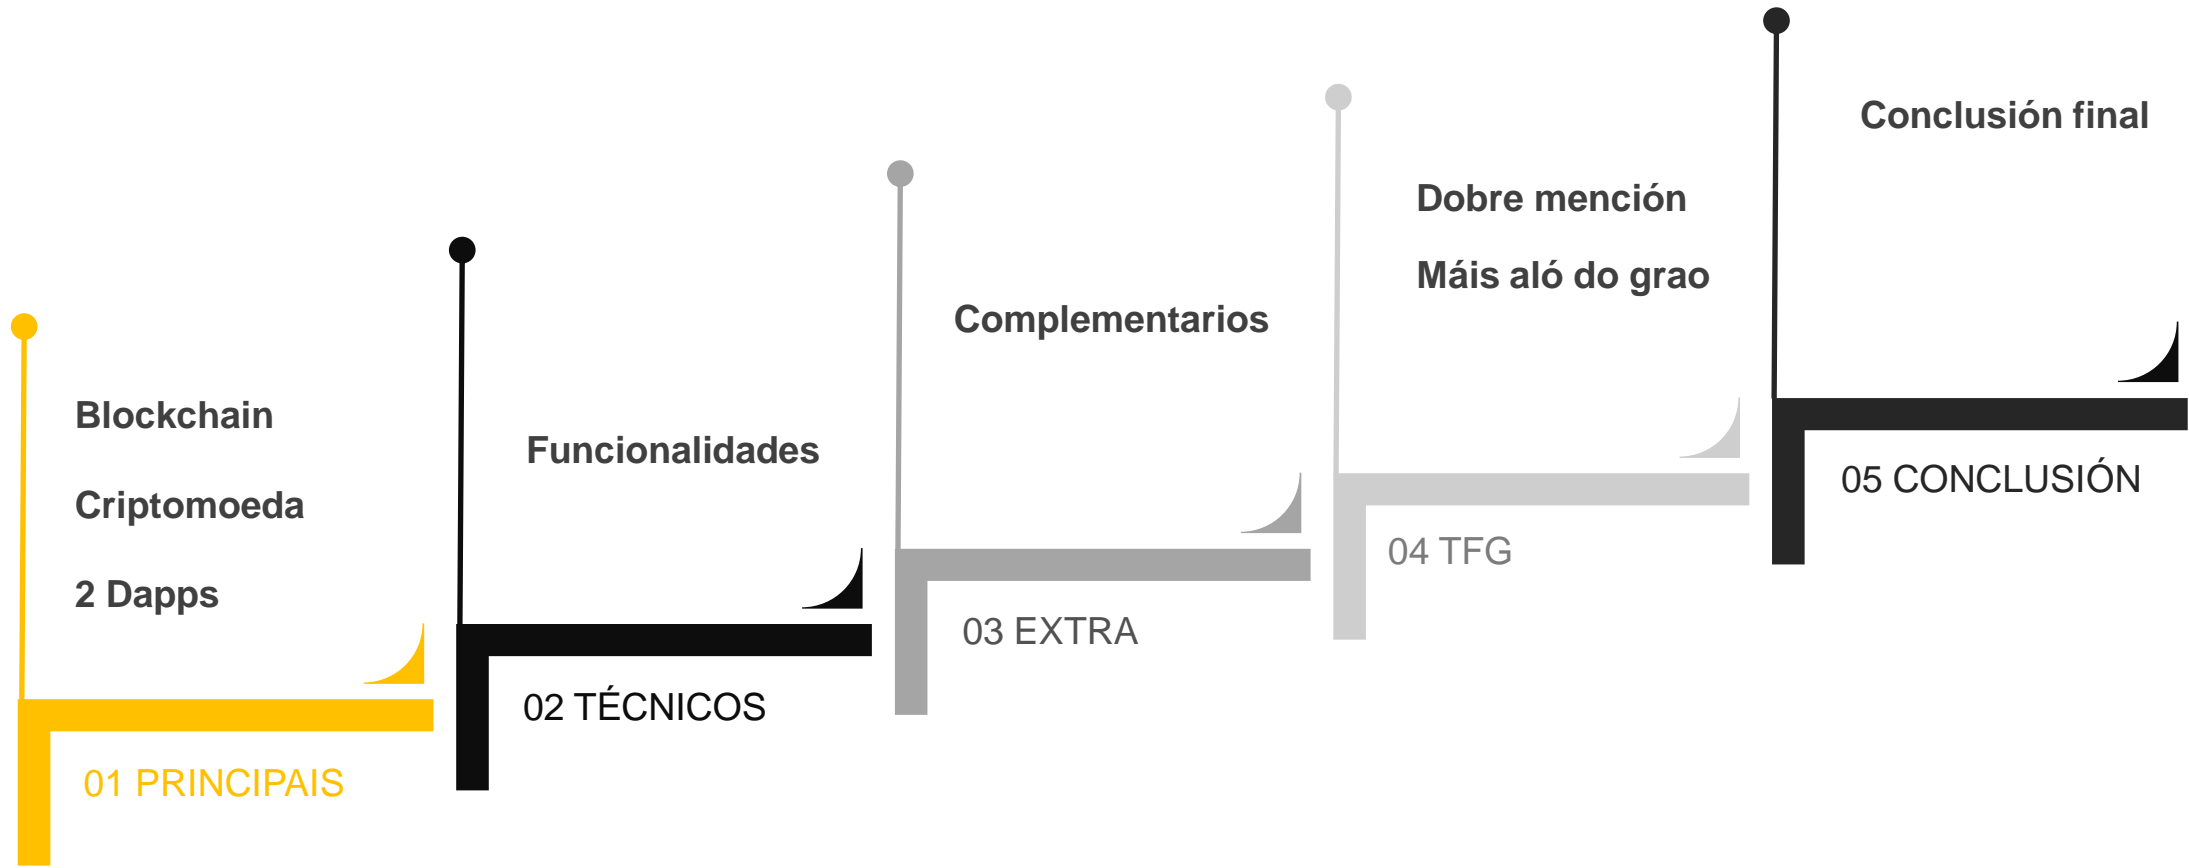 Blockchain
Criptomoeda
2 Dapps
01 PRINCIPAIS
Funcionalidades
02 TÉCNICOS
Complementarios
03 EXTRA
Dobre mención
Máis aló do grao
04 TFG
Conclusión final
05 CONCLUSIÓN